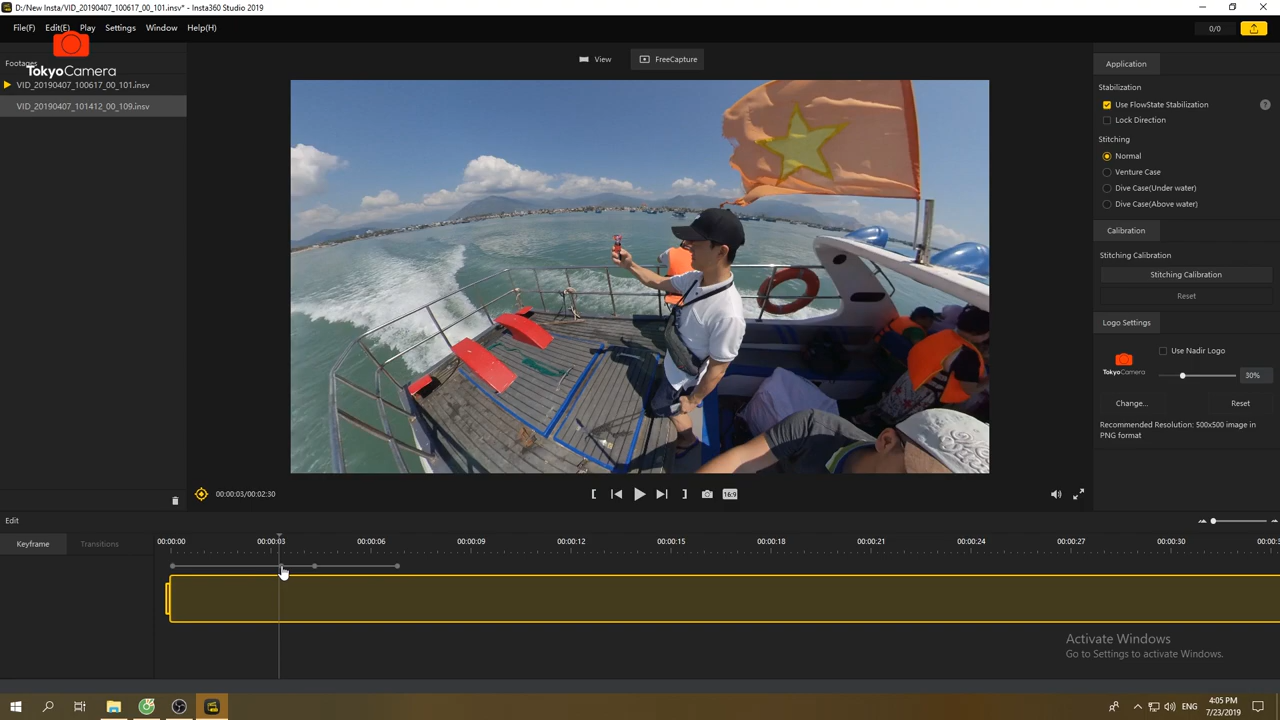 D:/New Insta/VID_20190407_100617_00_101.insv* - Insta360 Studio 2019
File(F) Edit(E) Play Settings Window Help(H)
0/0
Footages
TokyoCamera
VID_20190407_100617_00_101.insv
VID_20190407_101412_00_109.insv
View FreeCapture
Application
Stabilization
Use FlowState Stabilization ?
Lock Direction
Stitching
Normal
Venture Case
Dive Case(Under water)
Dive Case(Above water)
Calibration
Stitching Calibration
Stitching Calibration
Reset
Logo Settings
TokyoCamera
Use Nadir Logo
30%
Change... Reset
Recommended Resolution: 500x500 image in
PNG format
00:00:03/00:02:30
16:9
Edit
Keyframe Transitions
00:00:00 00:00:03 00:00:06 00:00:09 00:00:12 00:00:15 00:00:18 00:00:21 00:00:24 00:00:27 00:00:30
Activate Windows
Go to Settings to activate Windows.
ENG
4:05 PM
7/23/2019